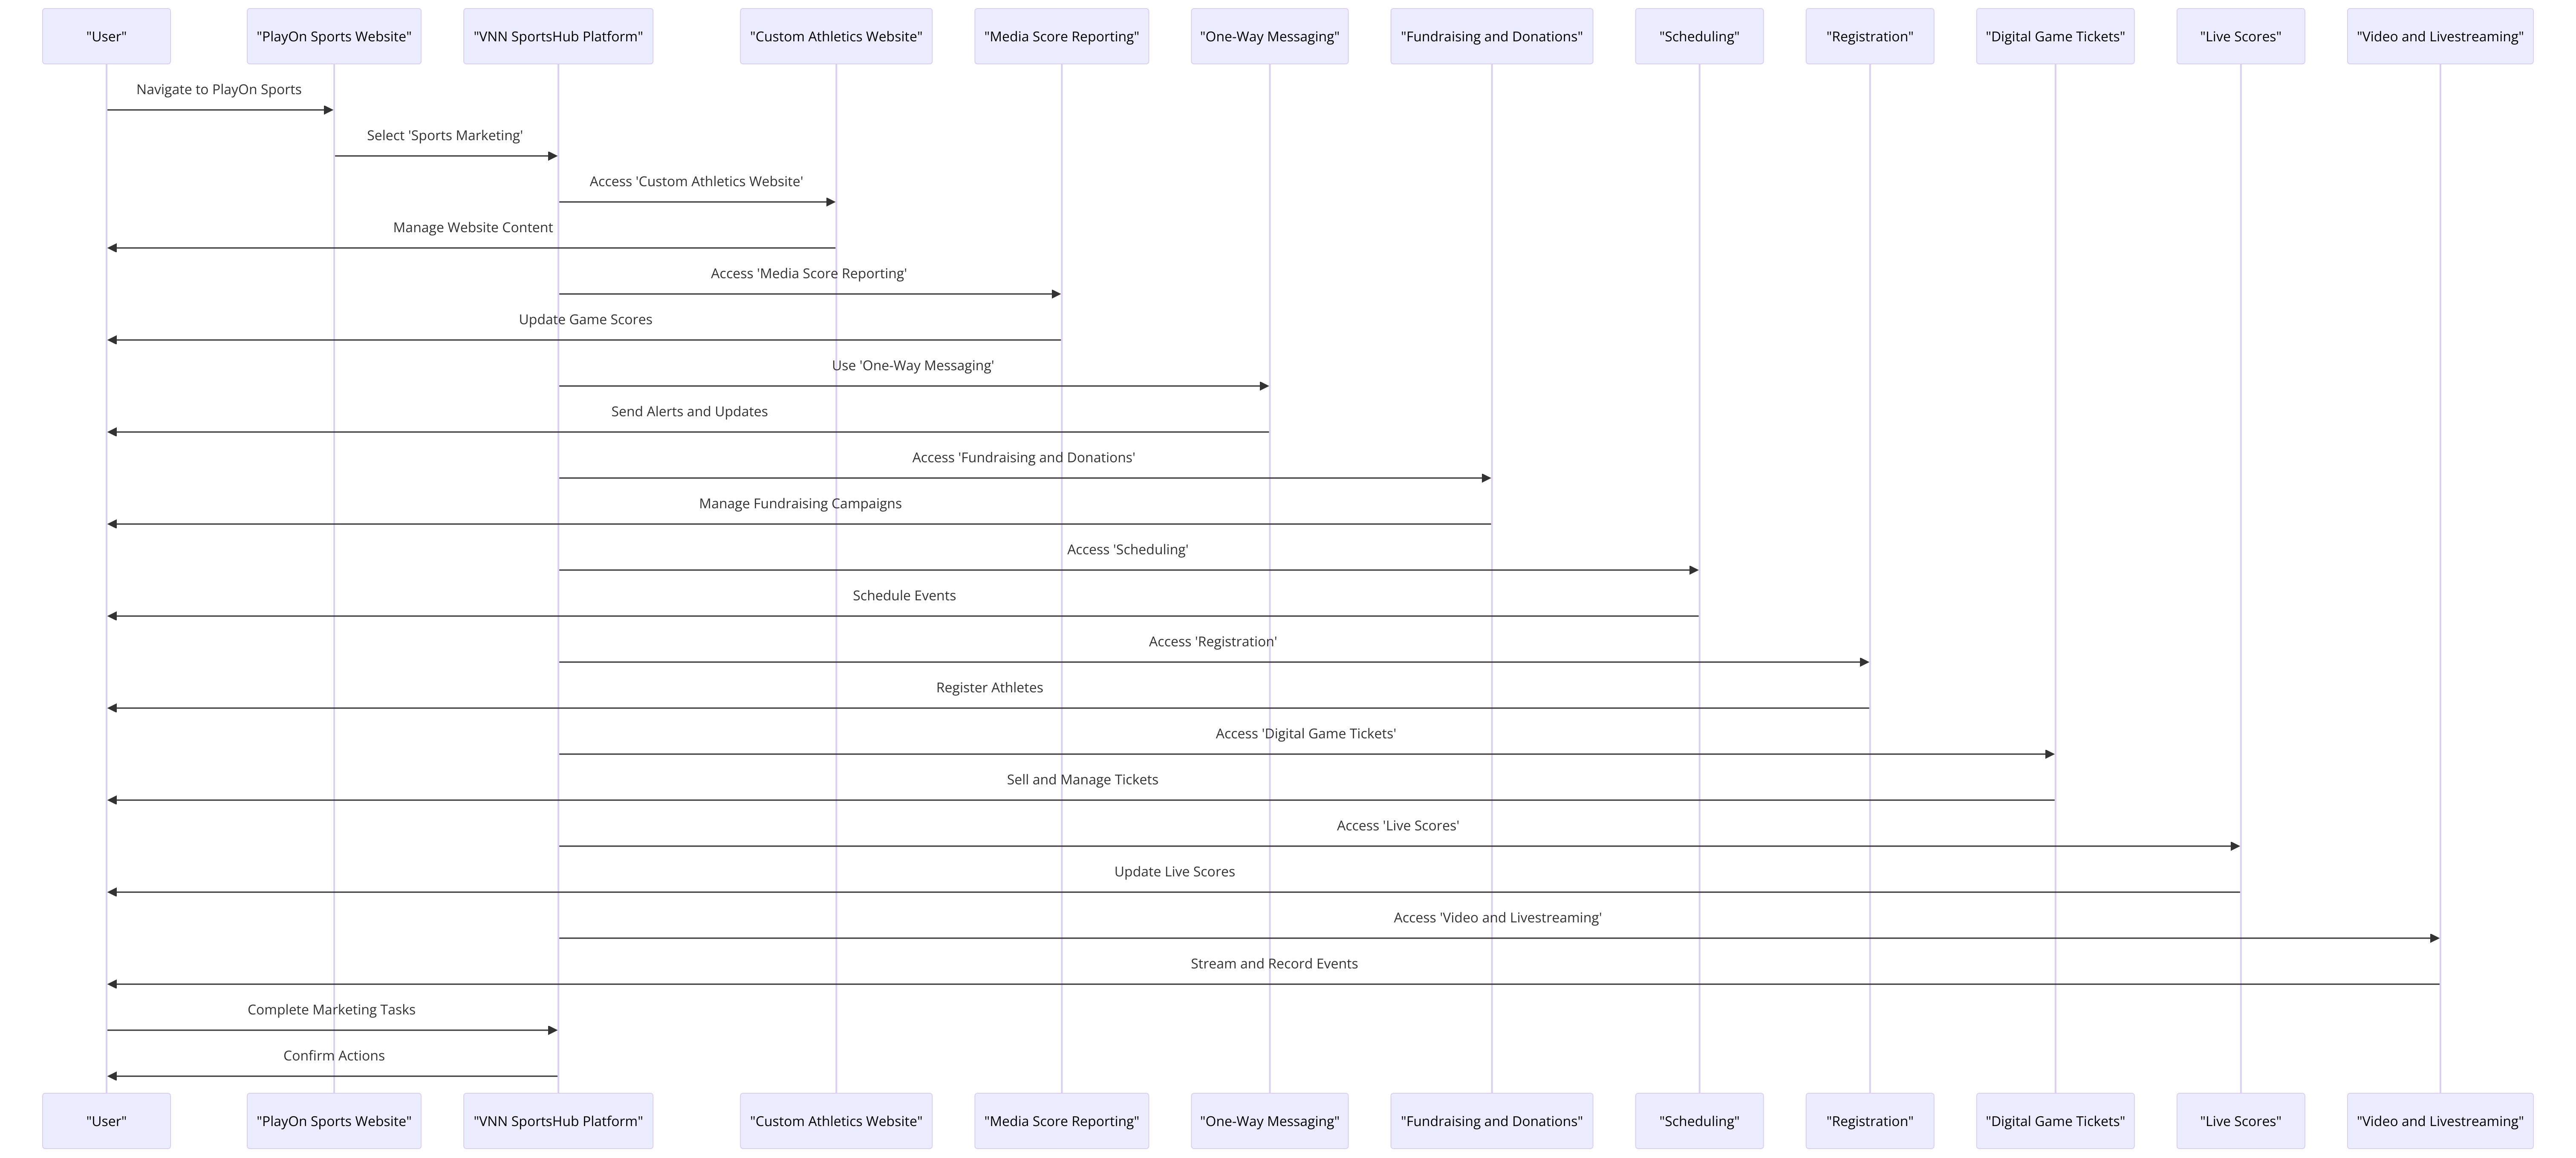 "User"
"PlayOn Sports Website"
"VNN SportsHub Platform"
"Custom Athletics Website"
"Media Score Reporting"
"One-Way Messaging"
"Fundraising and Donations"
"Scheduling"
"Registration"
"Digital Game Tickets"
"Live Scores"
"Video and Livestreaming"
Navigate to PlayOn Sports
Select 'Sports Marketing'
Access 'Custom Athletics Website'
Manage Website Content
Access 'Media Score Reporting'
Update Game Scores
Use 'One-Way Messaging'
Send Alerts and Updates
Access 'Fundraising and Donations'
Manage Fundraising Campaigns
Access 'Scheduling'
Schedule Events
Access 'Registration'
Register Athletes
Access 'Digital Game Tickets'
Sell and Manage Tickets
Access 'Live Scores'
Update Live Scores
Access 'Video and Livestreaming'
Stream and Record Events
Complete Marketing Tasks
Confirm Actions
"User"
"PlayOn Sports Website"
"VNN SportsHub Platform"
"Custom Athletics Website"
"Media Score Reporting"
"One-Way Messaging"
"Fundraising and Donations"
"Scheduling"
"Registration"
"Digital Game Tickets"
"Live Scores"
"Video and Livestreaming"